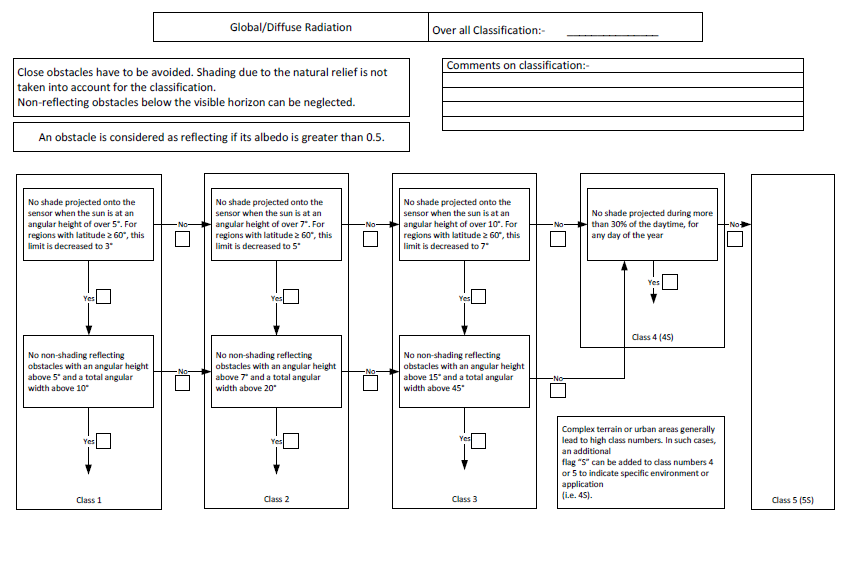 Global/Diffuse Radiation
Over all Classification:- _______________
Close obstacles have to be avoided. Shading due to the natural relief is not
taken into account for the classification.
Non-reflecting obstacles below the visible horizon can be neglected.
Comments on classification:-
An obstacle is considered as reflecting if its albedo is greater than 0.5.
No shade projected onto the
sensor when the sun is at an
angular height of over 5°. For
regions with latitude ≥ 60°, this
limit is decreased to 3°
No
No shade projected onto the
sensor when the sun is at an
angular height of over 7°. For
regions with latitude ≥ 60°, this
limit is decreased to 5°
No
No shade projected onto the
sensor when the sun is at an
angular height of over 10°. For
regions with latitude ≥ 60°, this
limit is decreased to 7°
No
No shade projected during more
than 30% of the daytime, for
any day of the year
No
Yes
Yes
Yes
Yes
Class 4 (4S)
No non-shading reflecting
obstacles with an angular height
above 5° and a total angular
width above 10°
No
No non-shading reflecting
obstacles with an angular height
above 7° and a total angular
width above 20°
No
No non-shading reflecting
obstacles with an angular height
above 15° and a total angular
width above 45°
No
Yes
Yes
Yes
Complex terrain or urban areas generally
lead to high class numbers. In such cases,
an additional
flag “S” can be added to class numbers 4
or 5 to indicate specific environment or
application
(i.e. 4S).
Class 1
Class 2
Class 3
Class 5 (5S)